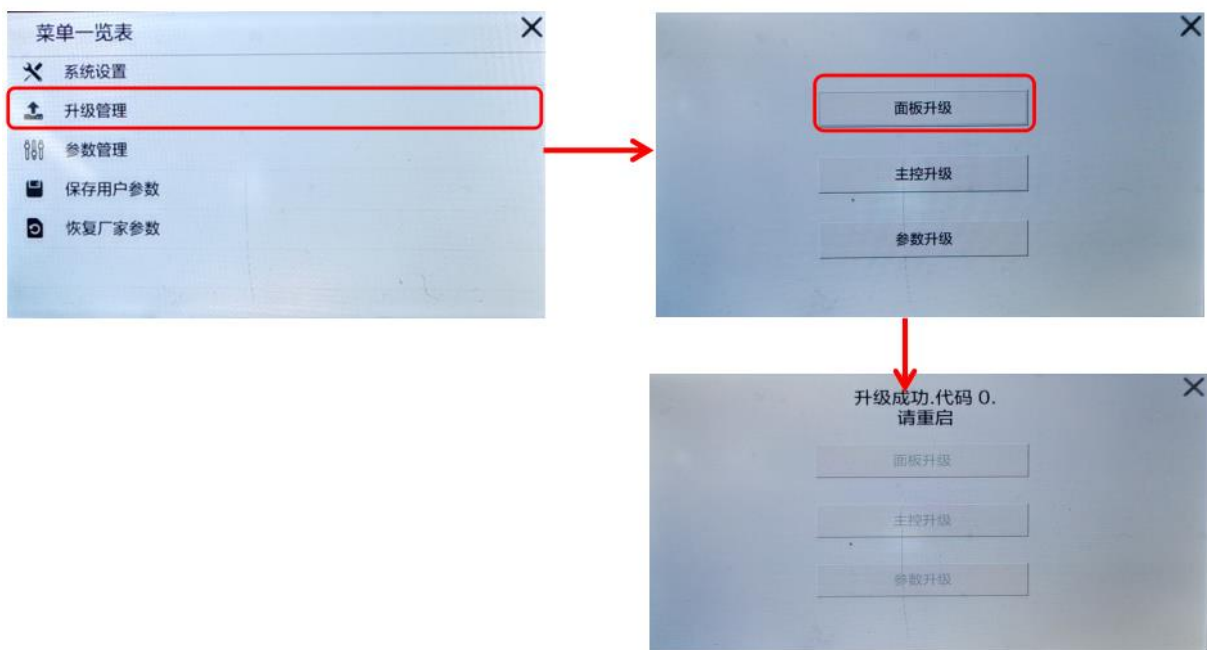 菜单一览表
系统设置
升级管理
参数管理
保存用户参数
恢复厂家参数
面板升级
主控升级
参数升级
升级成功.代码 0.
请重启
面板升级
主控升级
参数升级